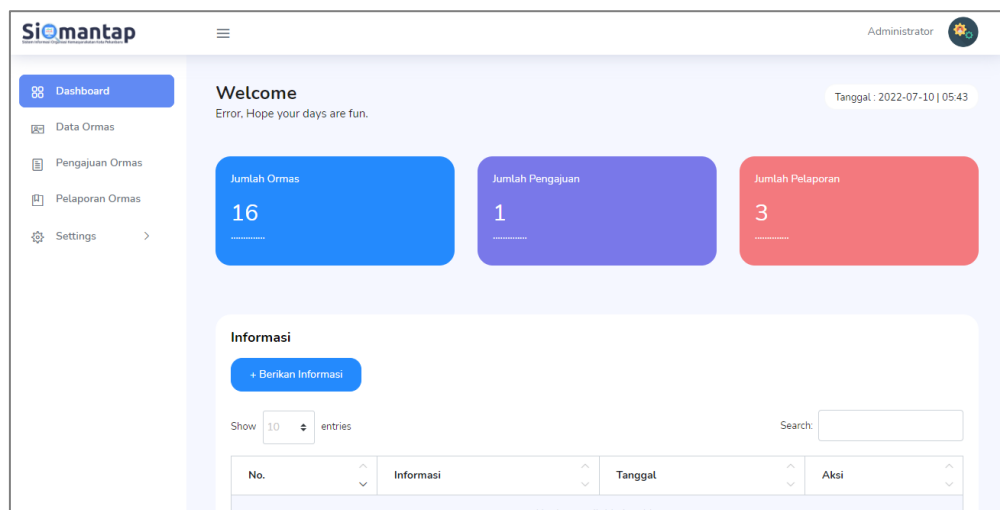 Siomantap
Administrator
Dashboard
Data Ormas
Pengajuan Ormas
Pelaporan Ormas
Settings
Welcome
Error, Hope your days are fun.
Tanggal : 2022-07-10 | 05:43
Jumlah Ormas
16
..............
Jumlah Pengajuan
1
..............
Jumlah Pelaporan
3
..............
Informasi
+ Berikan Informasi
Show 10 entries
Search:
No. Informasi Tanggal Aksi